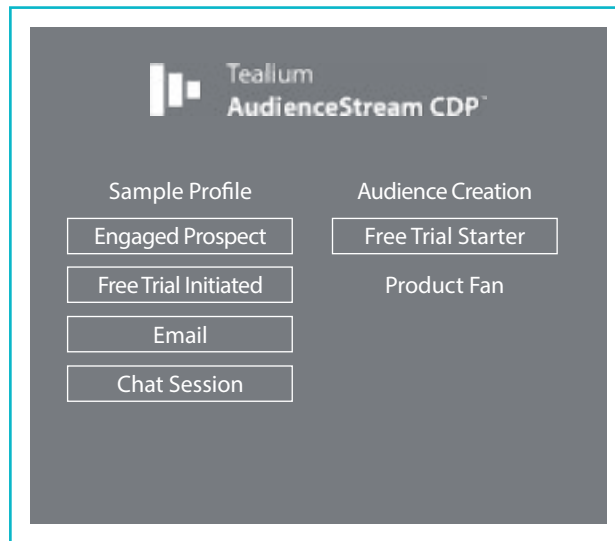 Tealium
AudienceStream CDP™
Sample Profile
Engaged Prospect
Free Trial Initiated
Email
Chat Session
Audience Creation
Free Trial Starter
Product Fan